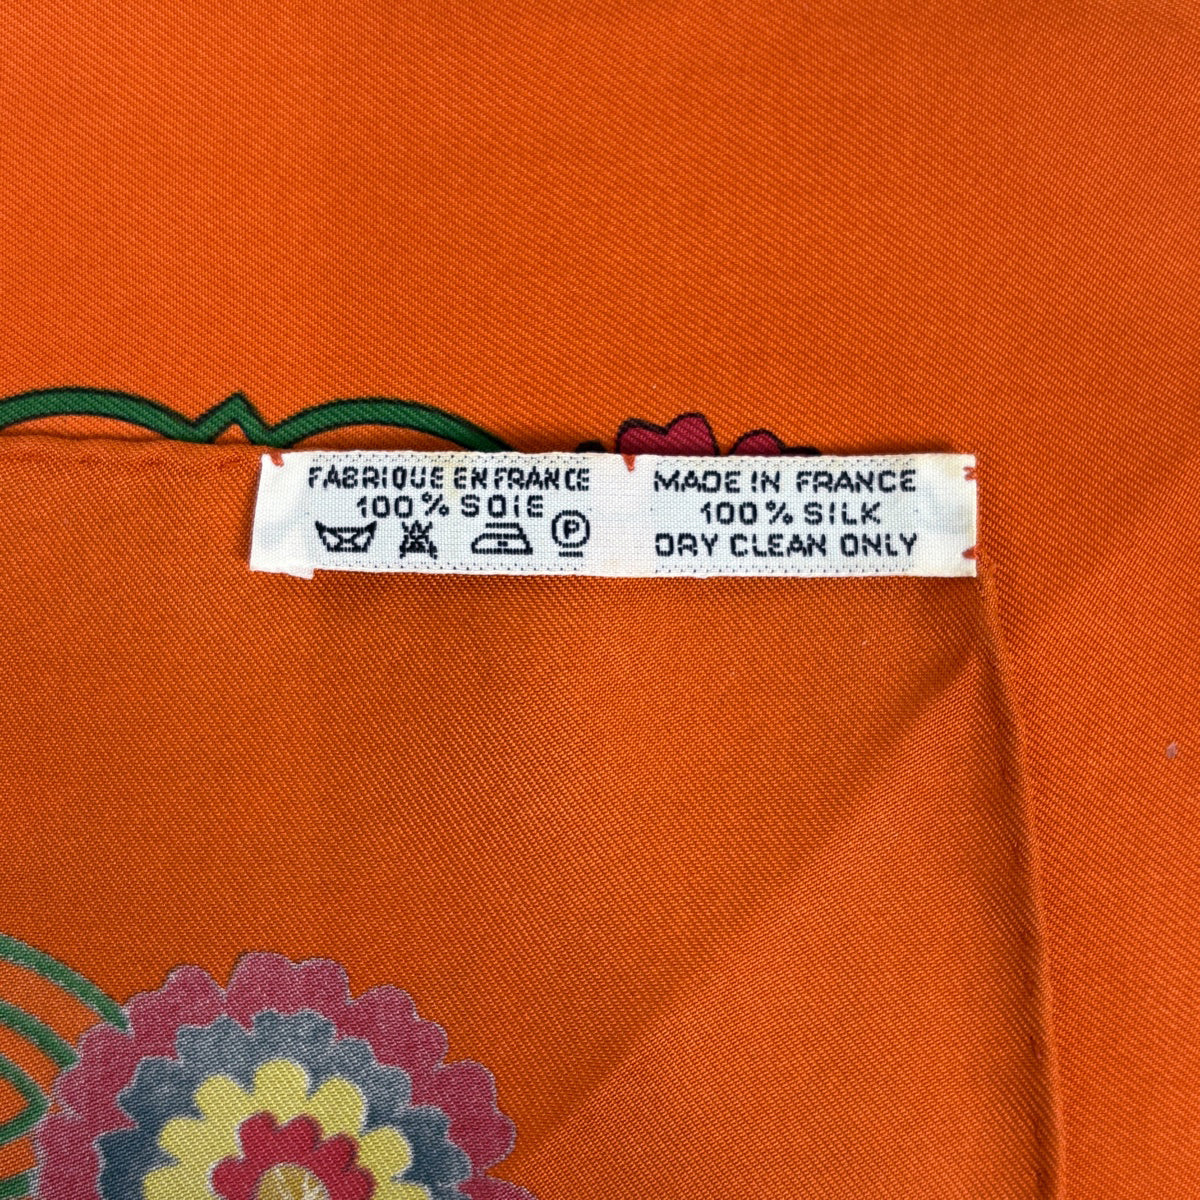 FABRIQUE EN FRANCE
100% SOIE
P
MADE IN FRANCE
100% SILK
DRY CLEAN ONLY